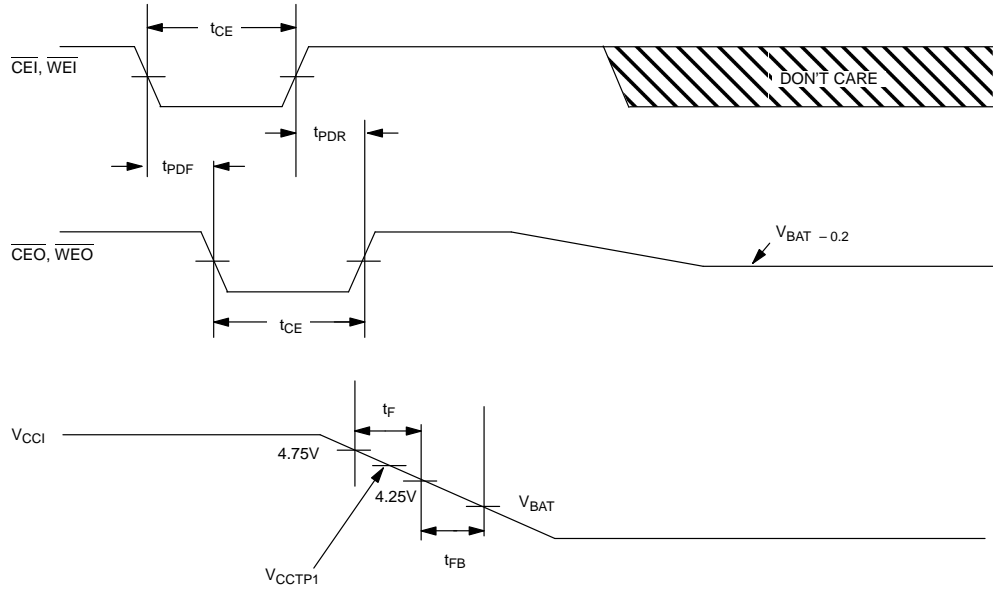 tCE
CEI, WEI
DON'T CARE
tPDR
tPDF
CEO, WEO
VBAT – 0.2
tCE
tF
VCCI
4.75V
4.25V
VBAT
tFB
VCCTP1